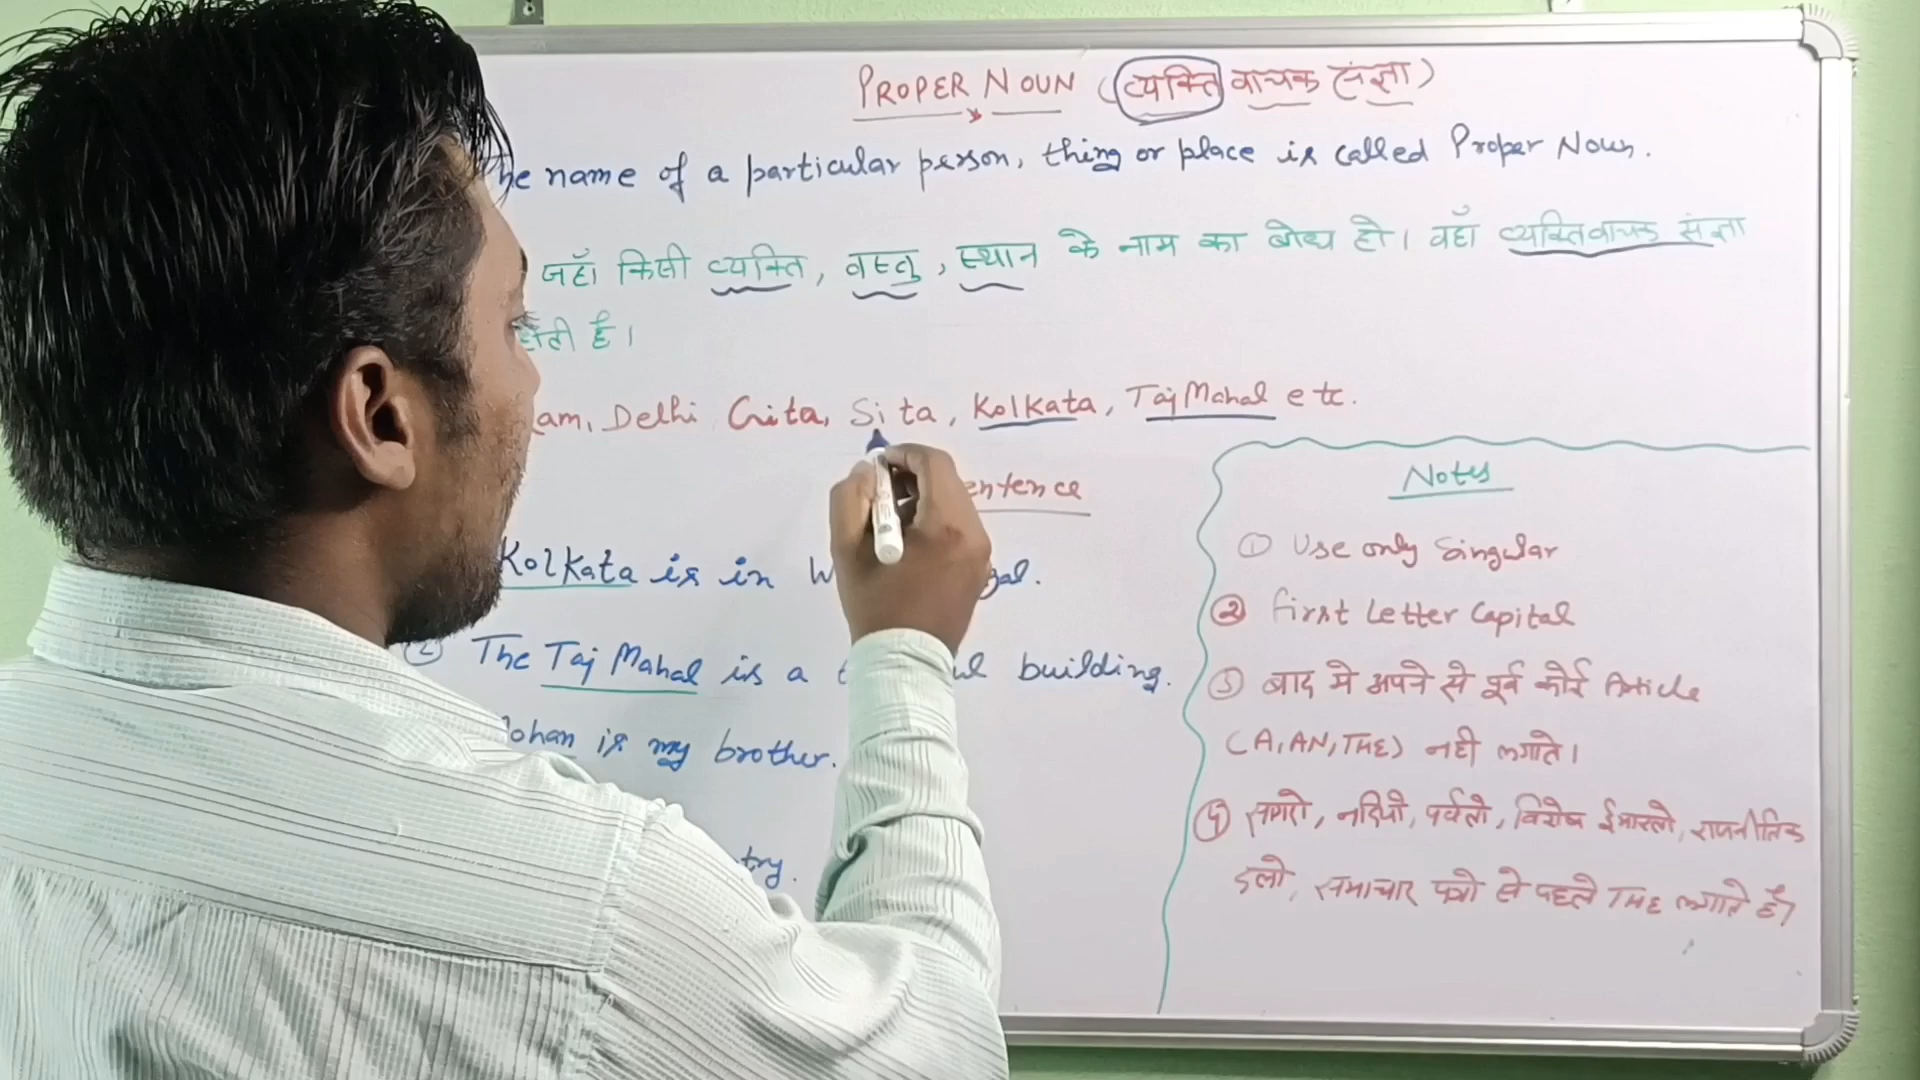 PROPER NOUN (व्यक्ति वाचक संज्ञा)
The name of a particular person, thing or place is called Proper Noun.
जहाँ किसी व्यक्ति, वस्तु, स्थान के नाम का बोध हो। वहाँ व्यक्तिवाचक संज्ञा
होती है।
Delhi Gita, Sita, Kolkata, Taj Mahal etc.
Kolkata is in
② The Taj Mahal is a building.
is my brother.
Notes
① Use only Singular
② First Letter Capital
③ बाद मे अपने से पूर्व कोई Article
(A, AN, THE) नही लगाते।
④ सागरो, नदियो, पर्वतो, विशेष ईमारतो, राजनीतिक
दलो, समाचार पत्रो से पहले THE लगाते है।